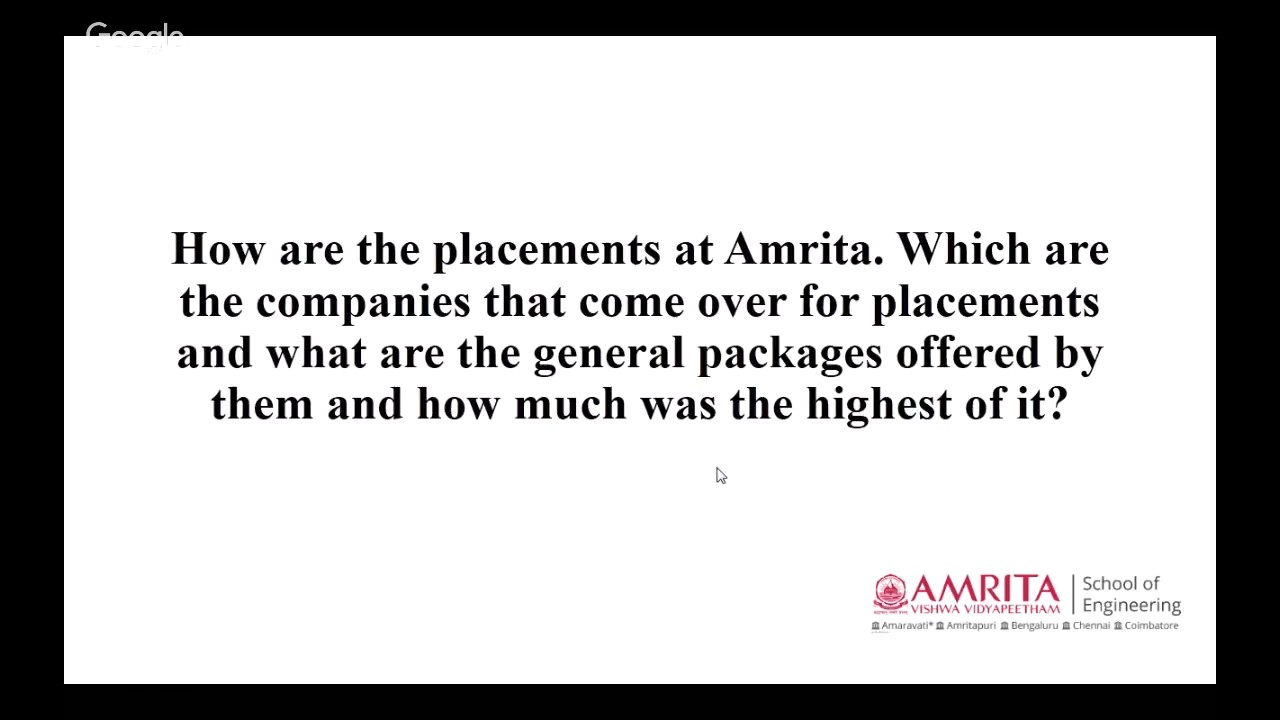 Google
How are the placements at Amrita. Which are
the companies that come over for placements
and what are the general packages offered by
them and how much was the highest of it?
AMRITA
VISHWA VIDYAPEETHAM
School of
Engineering
Amaravati* Amritapuri Bengaluru Chennai Coimbatore